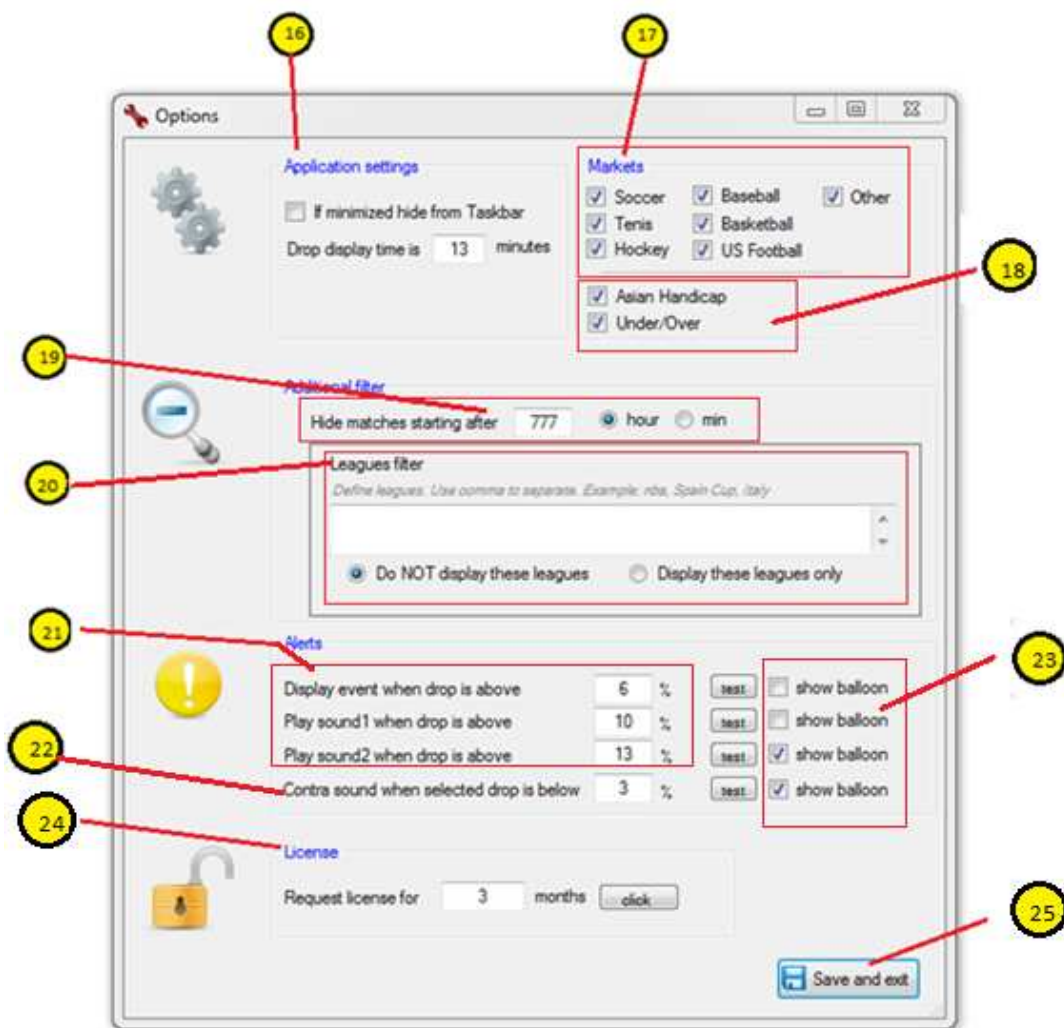 16
17
Options
Application settings
If minimized hide from Taskbar
Drop display time is 13 minutes
Markets
Soccer Baseball Other
Tenis Basketball
Hockey US Football
18
Asian Handicap
Under/Over
19
Additional filter
Hide matches starting after 777 hour min
20
Leagues filter
Define leagues. Use comma to separate. Example: nba, Spain Cup, italy
Do NOT display these leagues Display these leagues only
21
Alerts
23
Display event when drop is above 6 % test show balloon
Play sound1 when drop is above 10 % test show balloon
Play sound2 when drop is above 13 % test show balloon
22
Contra sound when selected drop is below 3 % test show balloon
24
License
Request license for 3 months click
25
Save and exit